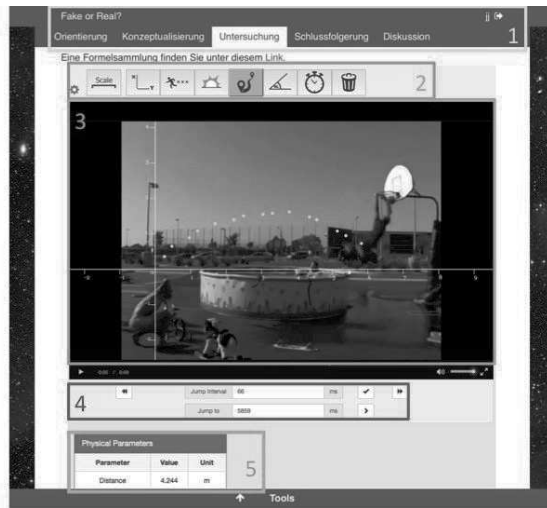 Fake or Real?
jj
Orientierung Konzeptualisierung Untersuchung Schlussfolgerung Diskussion
1
Eine Formelsammlung finden Sie unter diesem Link.
Scale
2
3
4
Jump Interval 66 ms
Jump to 5859 ms
Physical Parameters
5
Parameter Value Unit
Distance 4,244 m
Tools